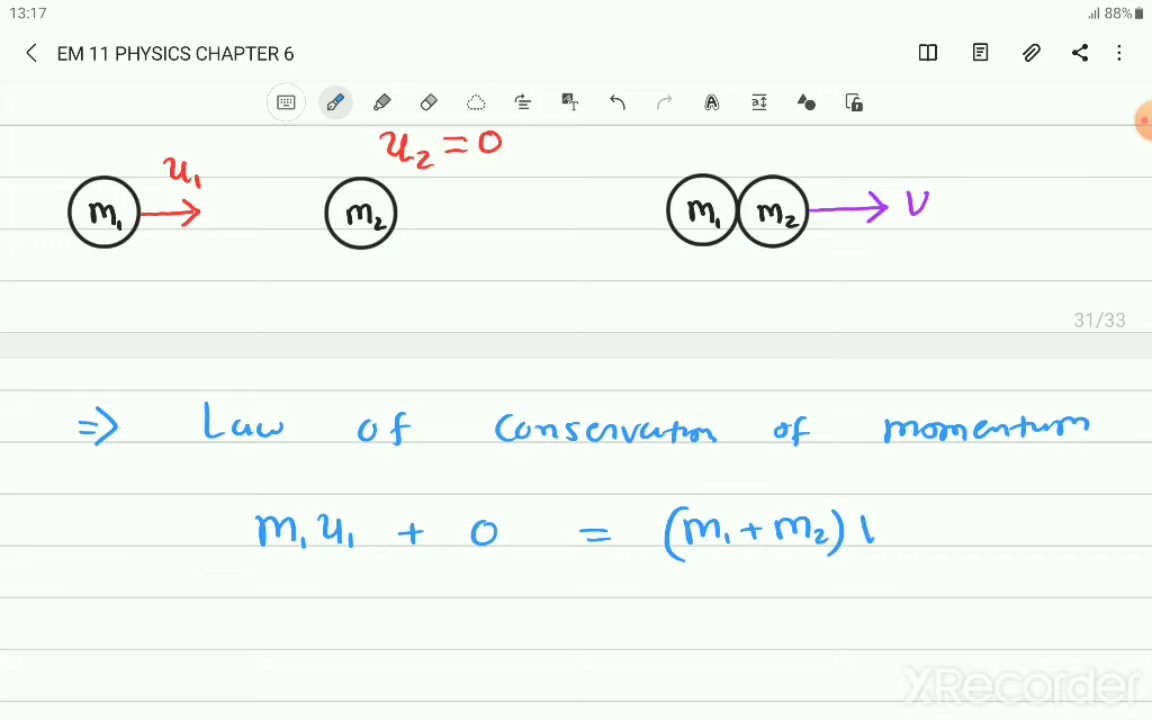 13:17
88%
EM 11 PHYSICS CHAPTER 6
u₂ = 0
u₁
m₁ m₂ m₁ m₂ v
31/33
⇒ Law of conservation of momentum
m₁u₁ + 0 = (m₁+m₂) l
XRecorder